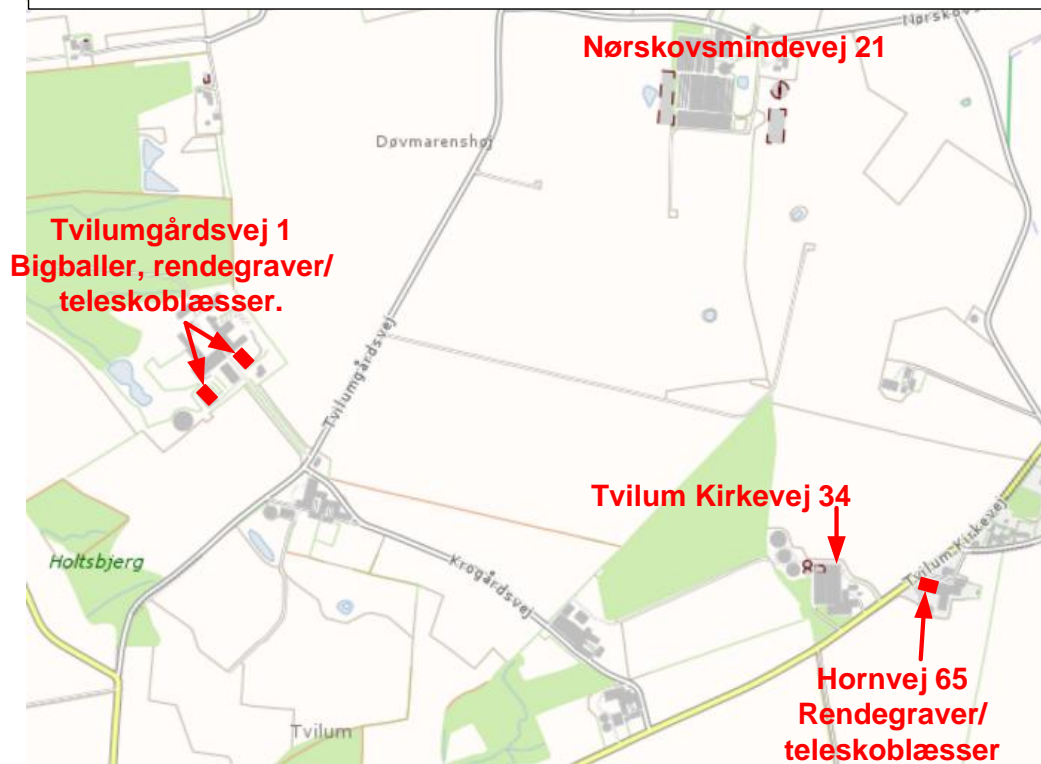 Nørskovsmindevej 21
Døvmarenshøj
Tvilumgårdsvej 1
Bigballer, rendegraver/
teleskoblæsser.
Tvilumgårdsvej
Tvilum Kirkevej 34
Holtsbjerg
Krogårdsvej
Tvilum Kirkevej
Hornvej 65
Rendegraver/
teleskoblæsser
Tvilum